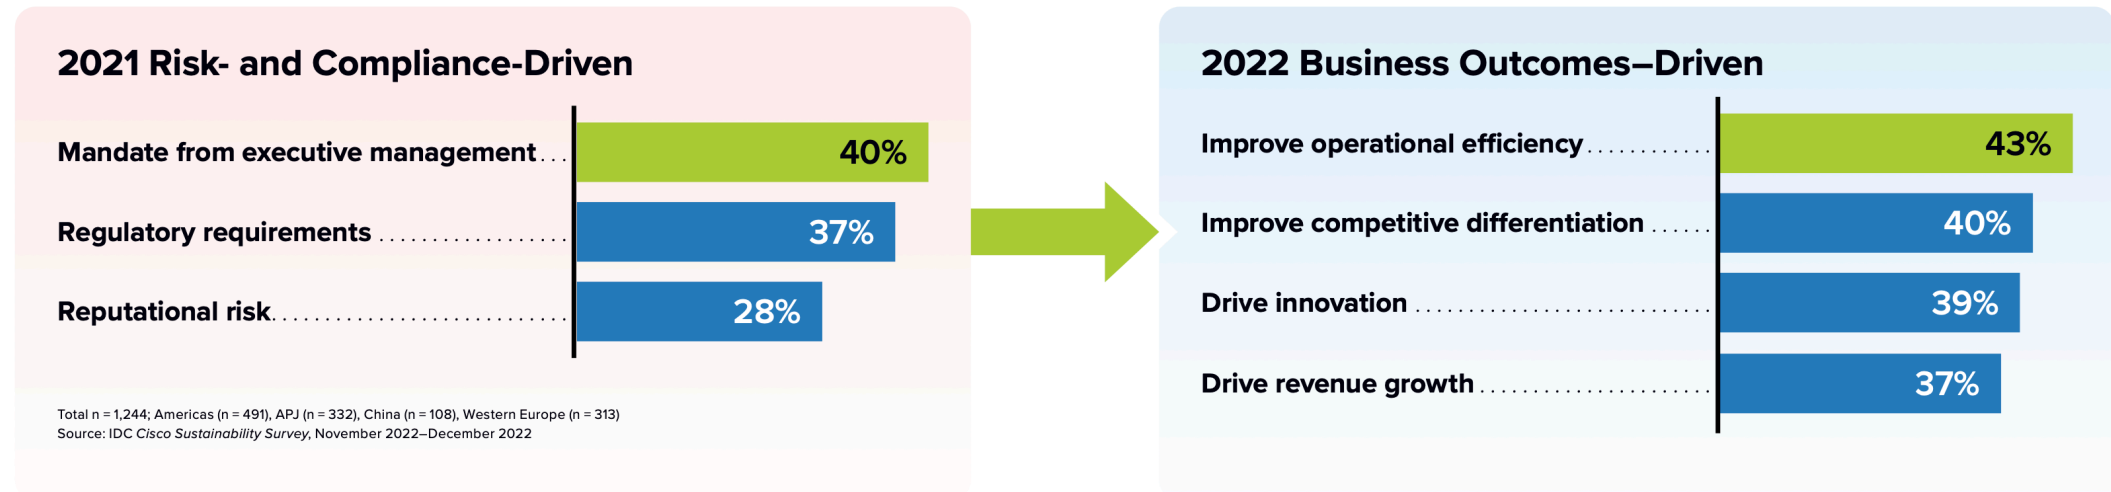 2021 Risk- and Compliance-Driven
Mandate from executive management... 40%
Regulatory requirements.................. 37%
Reputational risk............................ 28%
Total n = 1,244; Americas (n = 491), APJ (n = 332), China (n = 108), Western Europe (n = 313)
Source: IDC Cisco Sustainability Survey, November 2022–December 2022
2022 Business Outcomes–Driven
Improve operational efficiency............ 43%
Improve competitive differentiation...... 40%
Drive innovation............................ 39%
Drive revenue growth...................... 37%